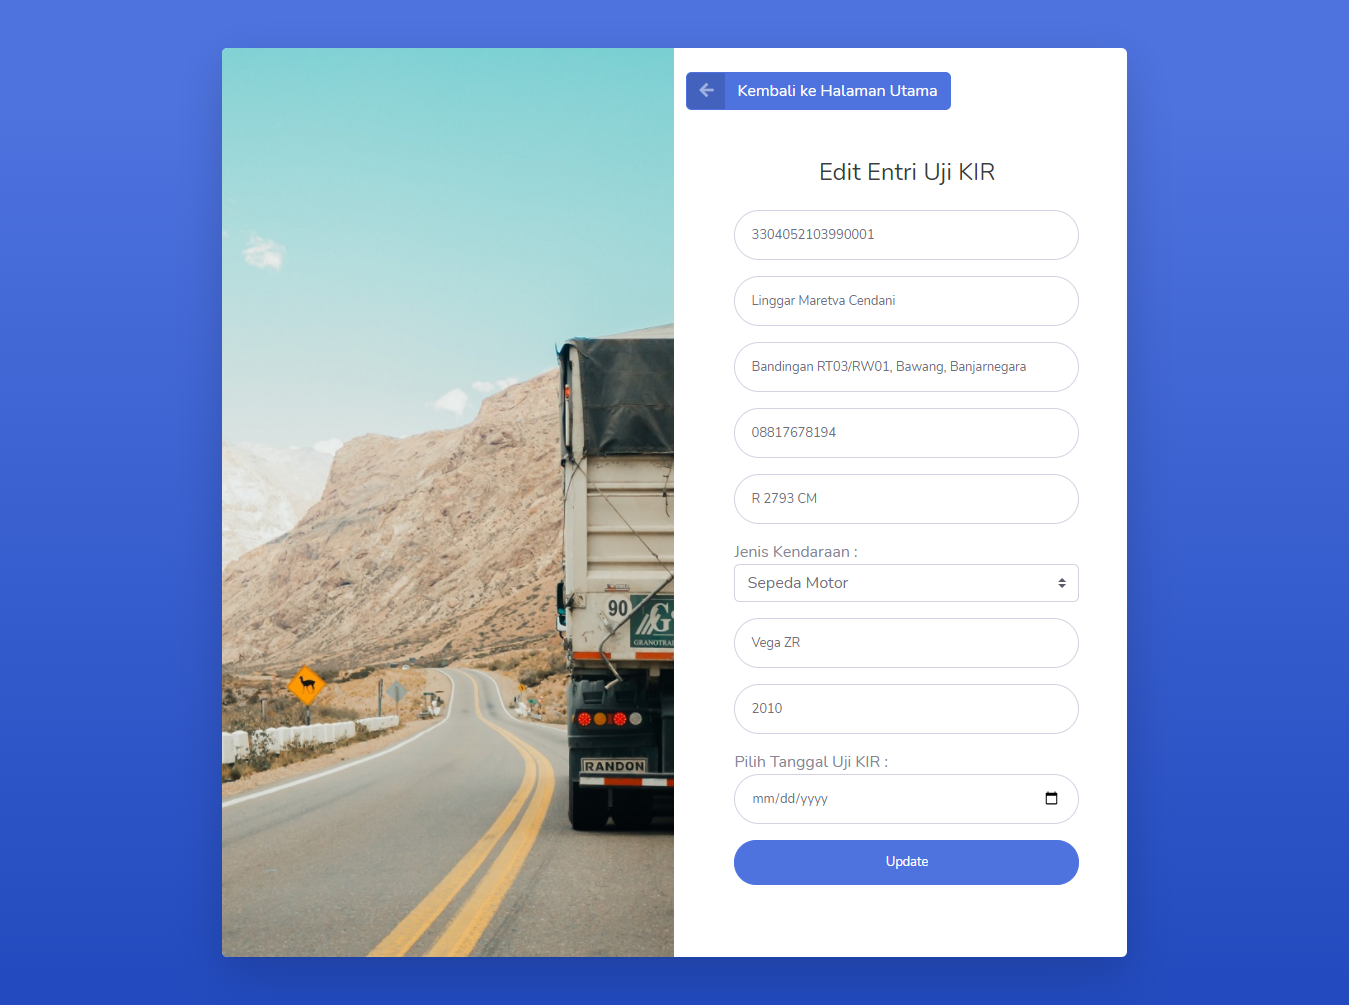 Kembali ke Halaman Utama
Edit Entri Uji KIR
3304052103990001
Linggar Maretva Cendani
Bandingan RT03/RW01, Bawang, Banjarnegara
08817678194
R 2793 CM
Jenis Kendaraan :
Sepeda Motor
Vega ZR
2010
Pilih Tanggal Uji KIR :
mm/dd/yyyy
Update
90
RANDON